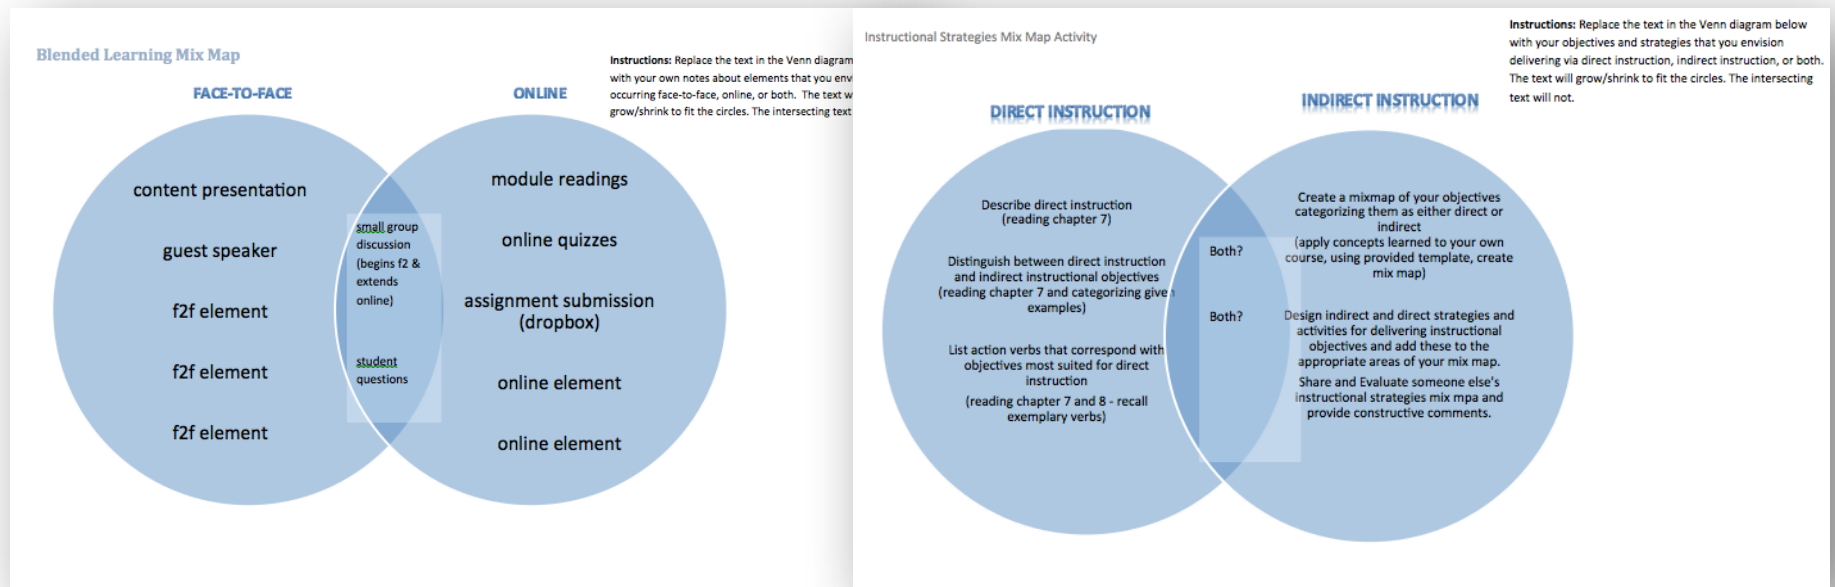 Blended Learning Mix Map
Instructions: Replace the text in the Venn diagram
with your own notes about elements that you env
occurring face-to-face, online, or both. The text w
grow/shrink to fit the circles. The intersecting text
FACE-TO-FACE
ONLINE
content presentation
guest speaker
f2f element
f2f element
f2f element
small group
discussion
(begins f2 &
extends
online)
student
questions
module readings
online quizzes
assignment submission
(dropbox)
online element
online element
Instructional Strategies Mix Map Activity
Instructions: Replace the text in the Venn diagram below
with your objectives and strategies that you envision
delivering via direct instruction, indirect instruction, or both.
The text will grow/shrink to fit the circles. The intersecting
text will not.
DIRECT INSTRUCTION
INDIRECT INSTRUCTION
Describe direct instruction
(reading chapter 7)
Distinguish between direct instruction
and indirect instructional objectives
(reading chapter 7 and categorizing given
examples)
List action verbs that correspond with
objectives most suited for direct
instruction
(reading chapter 7 and 8 - recall
exemplary verbs)
Both?
Both?
Create a mixmap of your objectives
categorizing them as either direct or
indirect
(apply concepts learned to your own
course, using provided template, create
mix map)
Design indirect and direct strategies and
activities for delivering instructional
objectives and add these to the
appropriate areas of your mix map.
Share and Evaluate someone else's
instructional strategies mix mpa and
provide constructive comments.